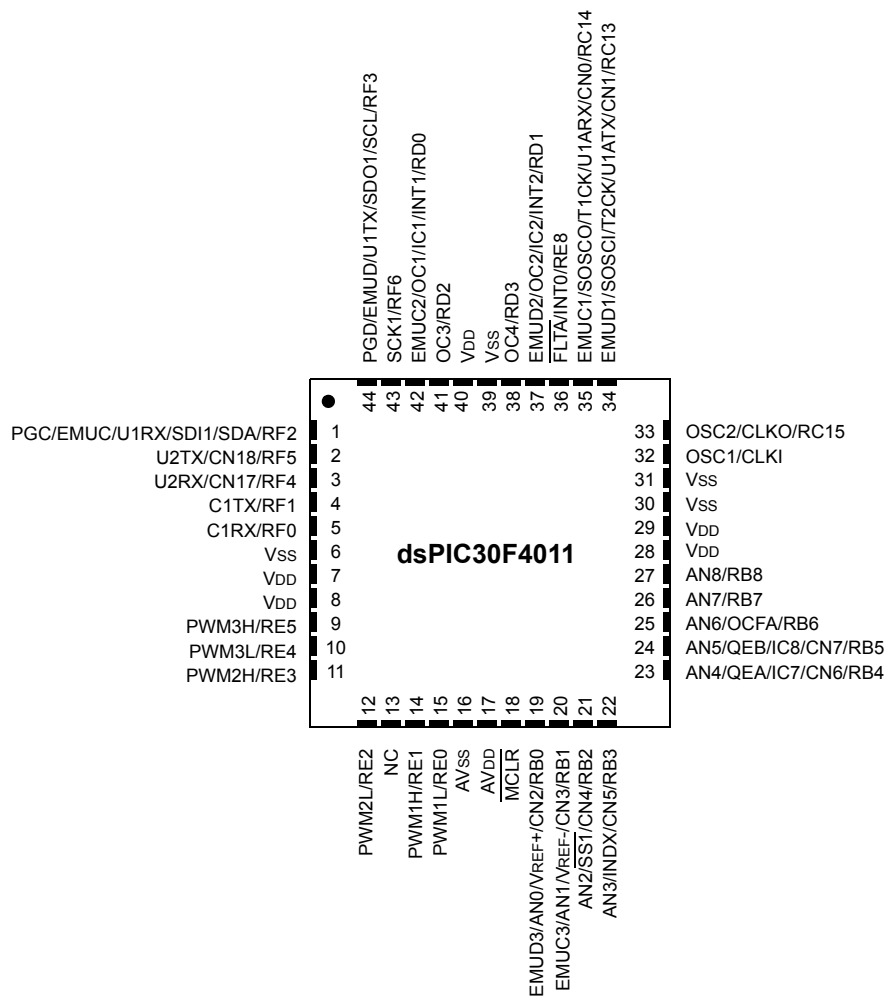 PGD/EMUD/U1TX/SDO1/SCL/RF3
SCK1/RF6
EMUC2/OC1/IC1/INT1/RD0
OC3/RD2
VDD
VSS
OC4/RD3
EMUD2/OC2/IC2/INT2/RD1
FLTA/INT0/RE8
EMUC1/SOSCO/T1CK/U1ARX/CN0/RC14
EMUD1/SOSCI/T2CK/U1ATX/CN1/RC13
44
43
42
41
40
39
38
37
36
35
34
PGC/EMUC/U1RX/SDI1/SDA/RF2 1
U2TX/CN18/RF5 2
U2RX/CN17/RF4 3
C1TX/RF1 4
C1RX/RF0 5
VSS 6
VDD 7
VDD 8
PWM3H/RE5 9
PWM3L/RE4 10
PWM2H/RE3 11
dsPIC30F4011
33 OSC2/CLKO/RC15
32 OSC1/CLKI
31 VSS
30 VSS
29 VDD
28 VDD
27 AN8/RB8
26 AN7/RB7
25 AN6/OCFA/RB6
24 AN5/QEB/IC8/CN7/RB5
23 AN4/QEA/IC7/CN6/RB4
12
13
14
15
16
17
18
19
20
21
22
PWM2L/RE2
NC
PWM1H/RE1
PWM1L/RE0
AVSS
AVDD
MCLR
EMUD3/AN0/VREF+/CN2/RB0
EMUC3/AN1/VREF-/CN3/RB1
AN2/SS1/CN4/RB2
AN3/INDX/CN5/RB3